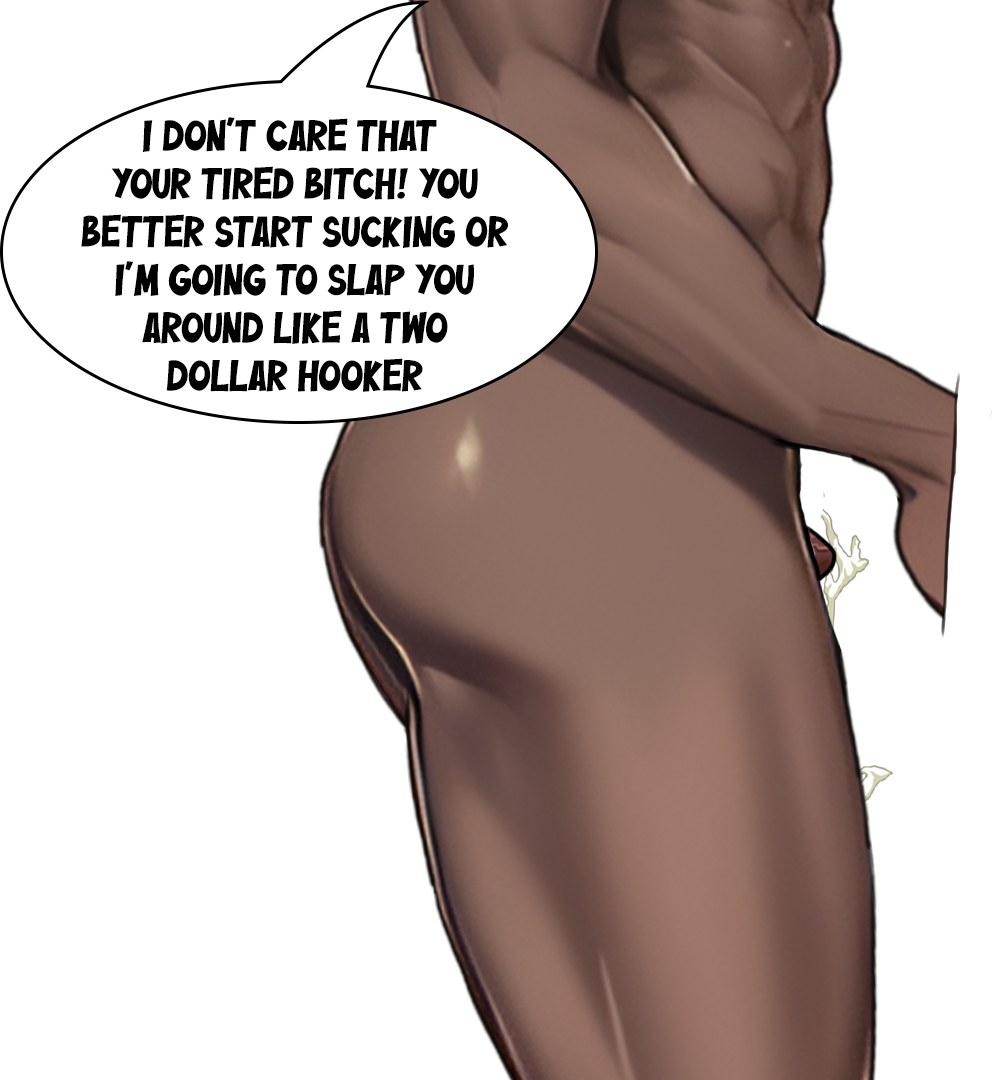 I DON'T CARE THAT
YOUR TIRED BITCH! YOU
BETTER START SUCKING OR
I'M GOING TO SLAP YOU
AROUND LIKE A TWO
DOLLAR HOOKER